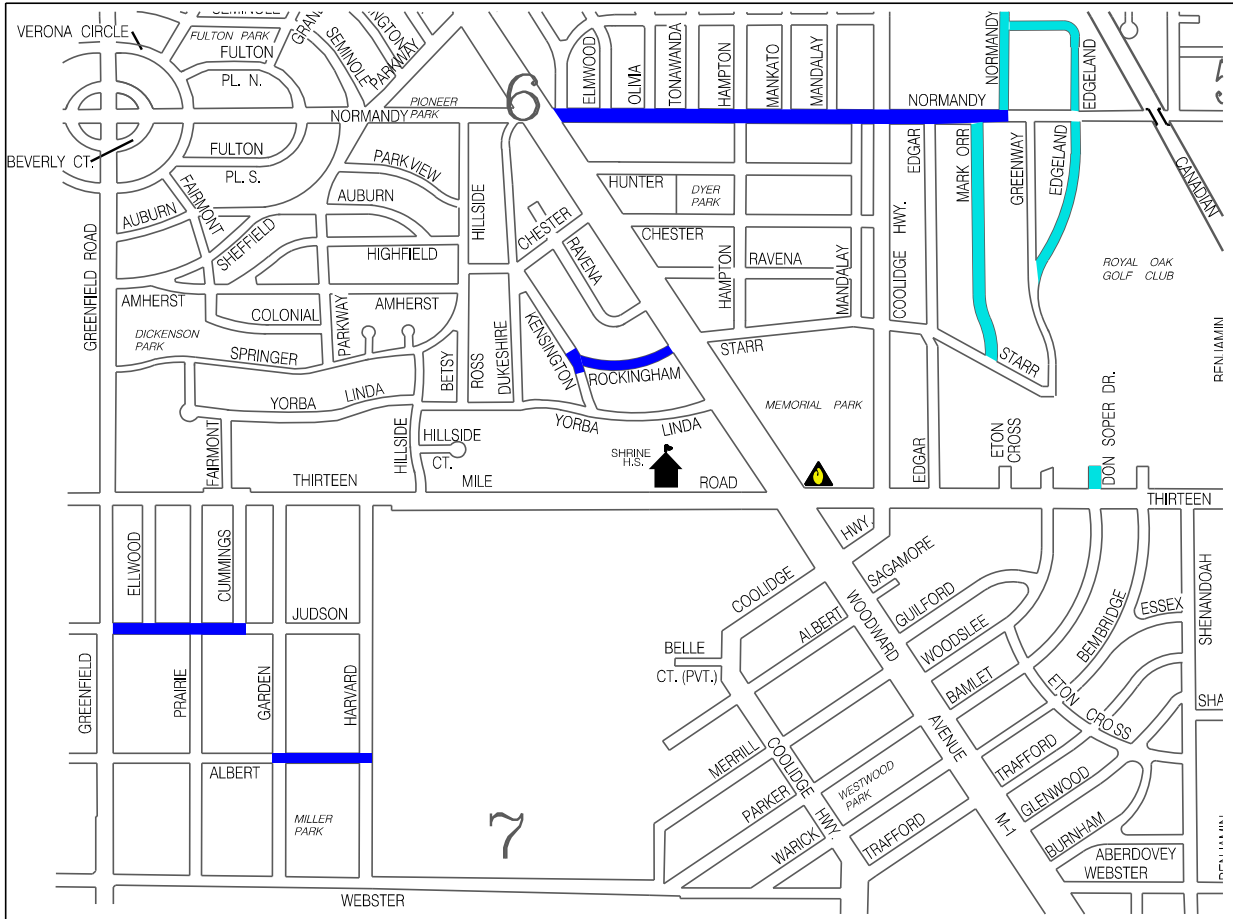 SEMINOLE
VERONA CIRCLE
FULTON PARK
FULTON
PL. N.
SEMINOLE
PARKWAY
PIONEER
PARK
NORMANDY
6
ELMWOOD
OLIVIA
TONAWANDA
HAMPTON
MANKATO
MANDALAY
NORMANDY
NORMANDY
EDGELAND
CANADIAN
BEVERLY CT.
FULTON
PL. S.
FAIRMONT
AUBURN
SHEFFIELD
PARKVIEW
AUBURN
HIGHFIELD
HILLSIDE
CHESTER
RAVENA
HUNTER
DYER
PARK
CHESTER
RAVENA
HAMPTON
MANDALAY
EDGAR
COOLIDGE HWY.
MARK ORR
GREENWAY
EDGELAND
ROYAL OAK
GOLF CLUB
GREENFIELD ROAD
AMHERST
COLONIAL
DICKENSON
PARK
SPRINGER
PARKWAY
AMHERST
BETSY
ROSS
DUKESHIRE
KENSINGTON
ROCKINGHAM
STARR
STARR
BENJAMIN
YORBA LINDA
YORBA
LINDA
MEMORIAL PARK
FAIRMONT
HILLSIDE
HILLSIDE
CT.
SHRINE
H.S.
EDGAR
ETON
CROSS
DON SOPER DR.
THIRTEEN MILE ROAD
THIRTEEN
ELLWOOD
CUMMINGS
JUDSON
HWY.
COOLIDGE
SAGAMORE
ALBERT
WOODWARD
GUILFORD
WOODSLEE
BEMBRIDGE
ESSEX
SHENANDOAH
BELLE
CT. (PVT.)
GREENFIELD
PRAIRIE
GARDEN
HARVARD
BAMLET
ETON CROSS
SHA
AVENUE
MERRILL
COOLIDGE HWY.
TRAFFORD
ALBERT
PARKER
WESTWOOD
PARK
GLENWOOD
MILLER
PARK
7
WARICK
TRAFFORD
M-1
BURNHAM
ABERDOVEY
WEBSTER
WEBSTER